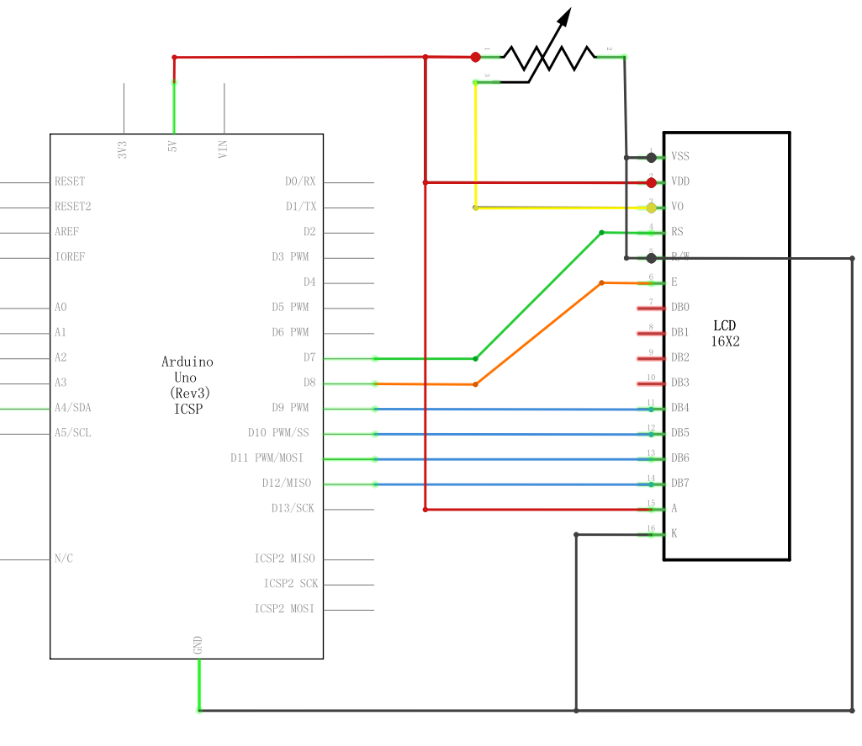 1
2
3
3V3
5V
VIN
RESET
RESET2
AREF
IOREF
A0
A1
A2
A3
A4/SDA
A5/SCL
N/C
Arduino
Uno
(Rev3)
ICSP
D0/RX
D1/TX
D2
D3 PWM
D4
D5 PWM
D6 PWM
D7
D8
D9 PWM
D10 PWM/SS
D11 PWM/MOSI
D12/MISO
D13/SCK
ICSP2 MISO
ICSP2 SCK
ICSP2 MOSI
GND
1 VSS
2 VDD
3 VO
4 RS
5 R/W
6 E
7 DB0
8 DB1
9 DB2
10 DB3
11 DB4
12 DB5
13 DB6
14 DB7
15 A
16 K
LCD
16X2